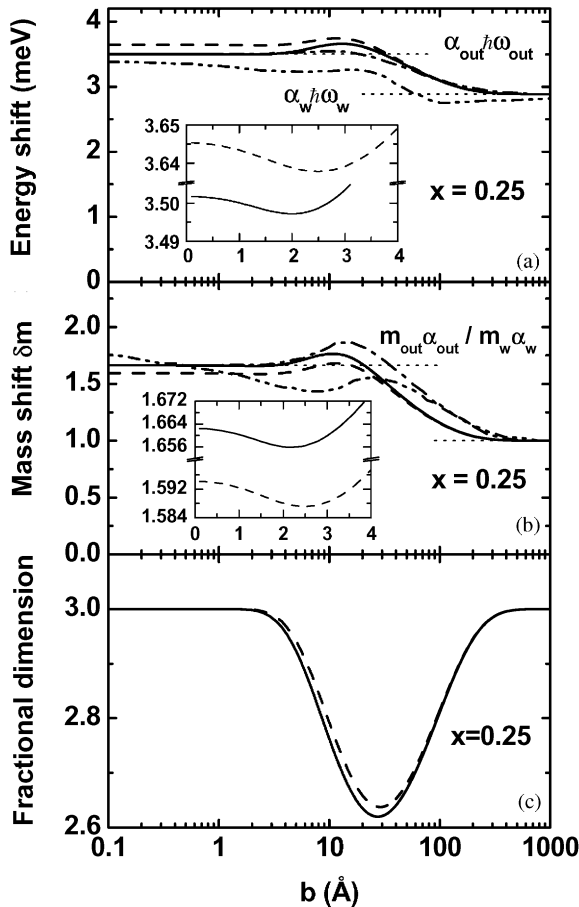 Energy shift (meV)
4
3
2
1
0
α_out ℏω_out
α_w ℏω_w
3.65
3.64
3.50
3.49
0 1 2 3 4
x = 0.25
(a)
Mass shift δm
2.0
1.5
1.0
0.5
0.0
m_out α_out / m_w α_w
1.672
1.664
1.656
1.592
1.584
0 1 2 3 4
x = 0.25
(b)
Fractional dimension
3.0
2.8
2.6
x=0.25
(c)
0.1 1 10 100 1000
b (Å)